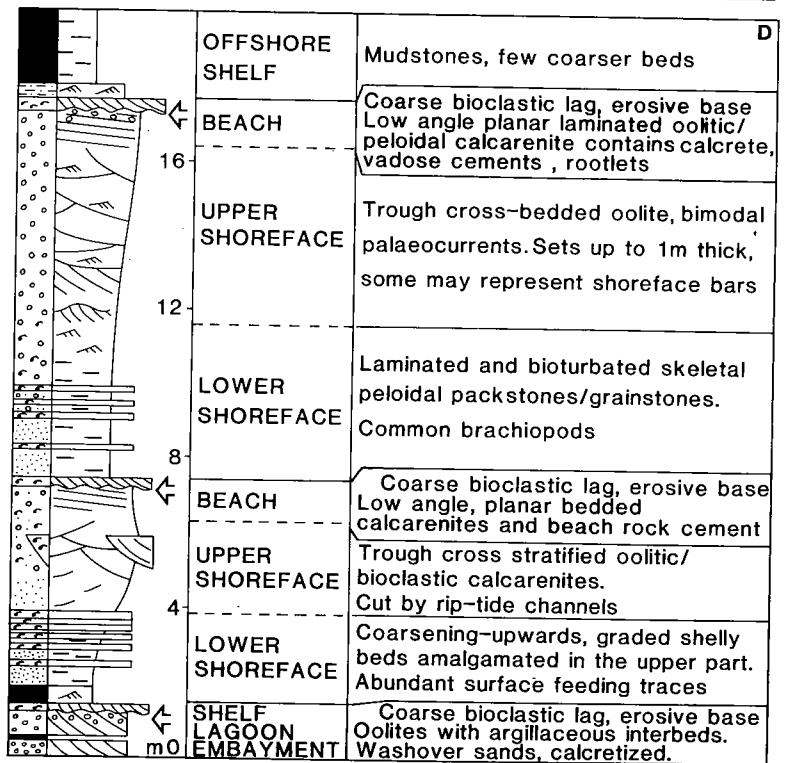 D
OFFSHORE
SHELF
Mudstones, few coarser beds
BEACH
Coarse bioclastic lag, erosive base
Low angle planar laminated oolitic/
peloidal calcarenite contains calcrete,
vadose cements , rootlets
16
UPPER
SHOREFACE
Trough cross-bedded oolite, bimodal
palaeocurrents. Sets up to 1m thick,
some may represent shoreface bars
12
LOWER
SHOREFACE
Laminated and bioturbated skeletal
peloidal packstones/grainstones.
Common brachiopods
8
BEACH
Coarse bioclastic lag, erosive base
Low angle, planar bedded
calcarenites and beach rock cement
UPPER
SHOREFACE
Trough cross stratified oolitic/
bioclastic calcarenites.
Cut by rip-tide channels
4
LOWER
SHOREFACE
Coarsening-upwards, graded shelly
beds amalgamated in the upper part.
Abundant surface feeding traces
SHELF
LAGOON
EMBAYMENT
Coarse bioclastic lag, erosive base
Oolites with argillaceous interbeds.
Washover sands, calcretized.
m0